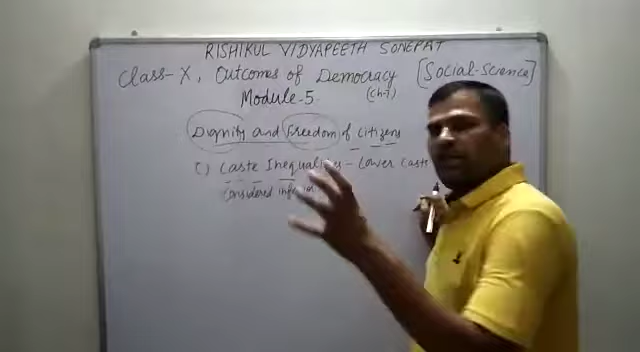 RISHIKUL VIDYAPEETH SONEPAT
Class-X, Outcomes of Democracy [Social-Science]
Module-5 (Ch-7)
Dignity and Freedom of Citizens
Caste Inequalities - Lower Caste
Considered